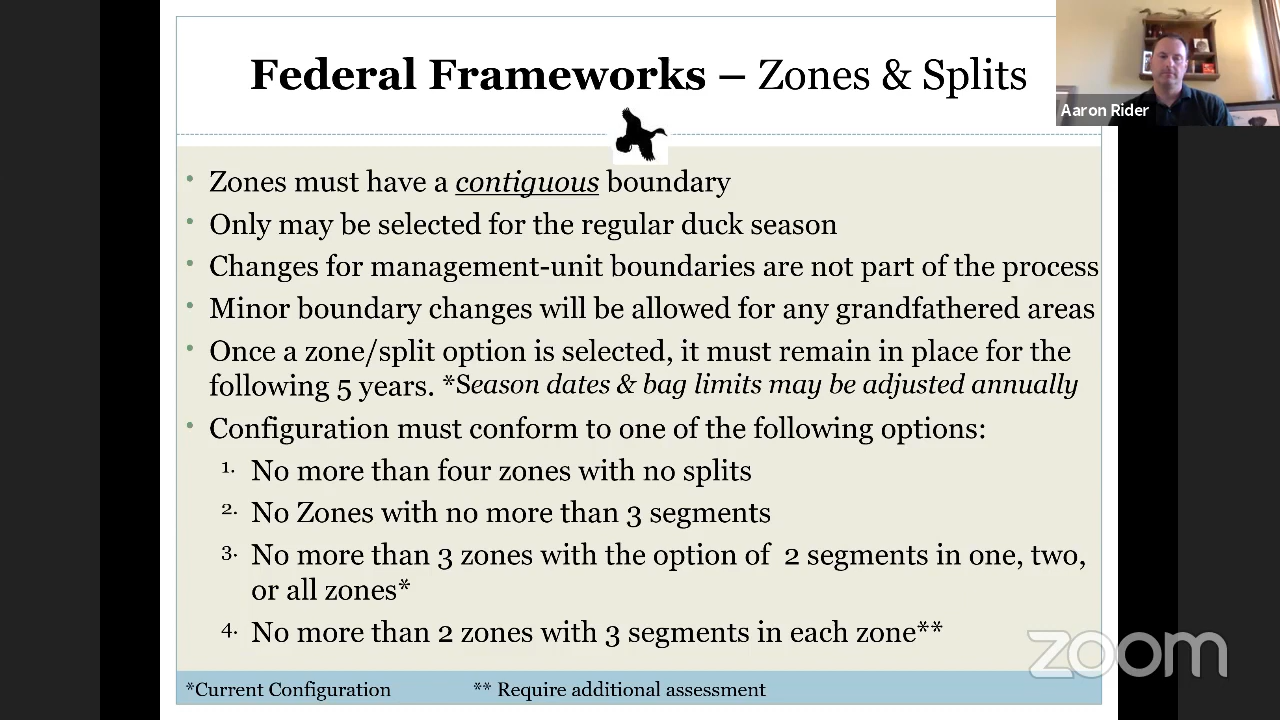 Federal Frameworks – Zones & Splits
Aaron Rider
• Zones must have a contiguous boundary
• Only may be selected for the regular duck season
• Changes for management-unit boundaries are not part of the process
• Minor boundary changes will be allowed for any grandfathered areas
• Once a zone/split option is selected, it must remain in place for the
following 5 years. *Season dates & bag limits may be adjusted annually
• Configuration must conform to one of the following options:
1. No more than four zones with no splits
2. No Zones with no more than 3 segments
3. No more than 3 zones with the option of 2 segments in one, two,
or all zones*
4. No more than 2 zones with 3 segments in each zone**
zoom
*Current Configuration ** Require additional assessment